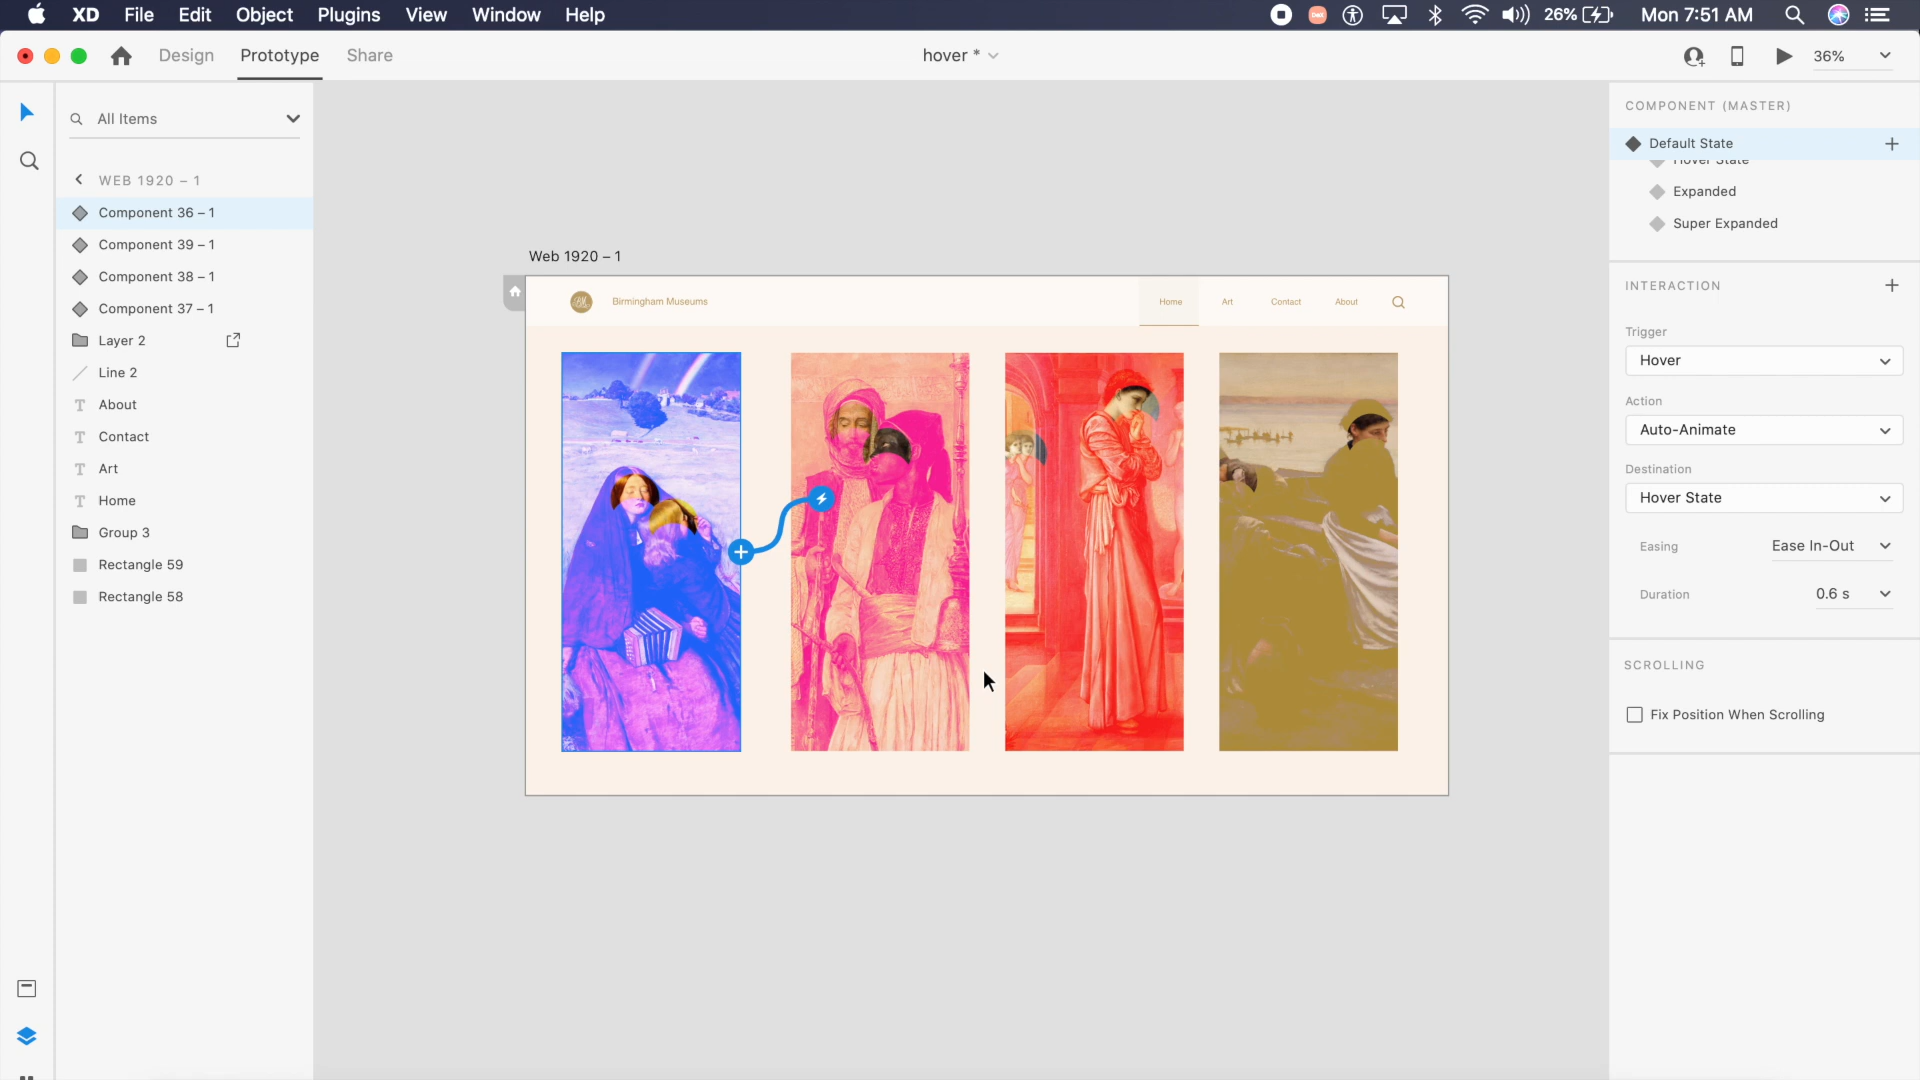 XD File Edit Object Plugins View Window Help 26% Mon 7:51 AM
Design Prototype Share hover * 36%
All Items
WEB 1920 – 1
Component 36 – 1
Component 39 – 1
Component 38 – 1
Component 37 – 1
Layer 2
Line 2
About
Contact
Art
Home
Group 3
Rectangle 59
Rectangle 58
Web 1920 – 1
Birmingham Museums Home Art Contact About
COMPONENT (MASTER)
Default State
Hover State
Expanded
Super Expanded
INTERACTION
Trigger
Hover
Action
Auto-Animate
Destination
Hover State
Easing Ease In-Out
Duration 0.6 s
SCROLLING
Fix Position When Scrolling